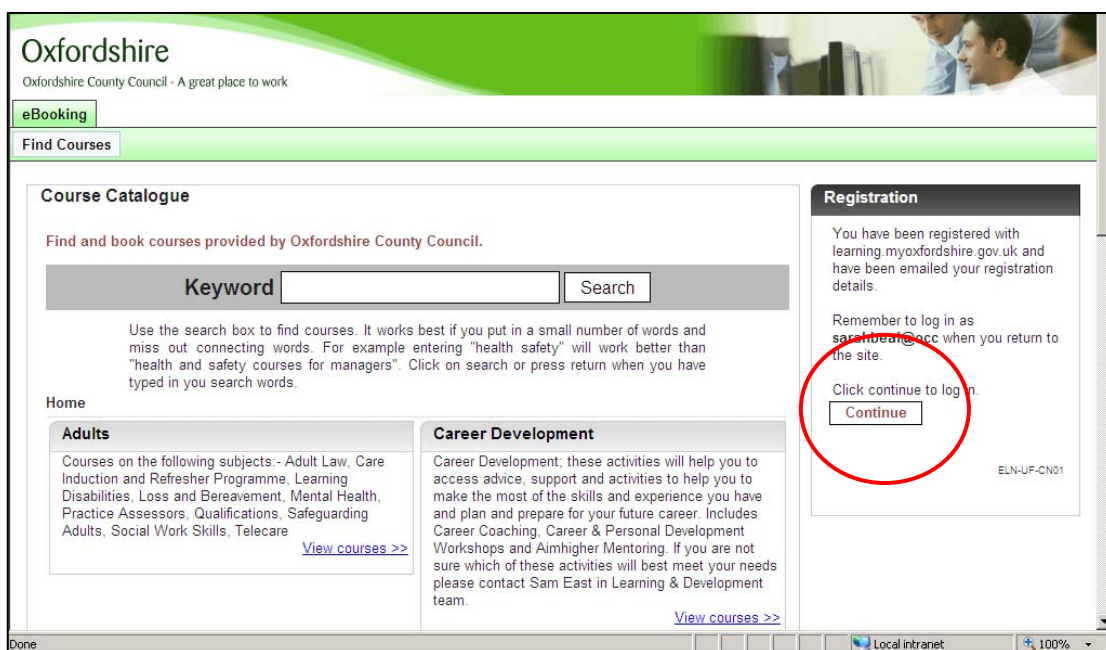 Oxfordshire
Oxfordshire County Council - A great place to work
eBooking
Find Courses
Course Catalogue
Find and book courses provided by Oxfordshire County Council.
Keyword
Search
Use the search box to find courses. It works best if you put in a small number of words and
miss out connecting words. For example entering "health safety" will work better than
"health and safety courses for managers". Click on search or press return when you have
typed in you search words.
Home
Adults
Courses on the following subjects:- Adult Law, Care
Induction and Refresher Programme, Learning
Disabilities, Loss and Bereavement, Mental Health,
Practice Assessors, Qualifications, Safeguarding
Adults, Social Work Skills, Telecare
View courses >>
Career Development
Career Development; these activities will help you to
access advice, support and activities to help you to
make the most of the skills and experience you have
and plan and prepare for your future career. Includes
Career Coaching, Career & Personal Development
Workshops and Aimhigher Mentoring. If you are not
sure which of these activities will best meet your needs
please contact Sam East in Learning & Development
team.
View courses >>
Registration
You have been registered with
learning.myoxfordshire.gov.uk and
have been emailed your registration
details.
Remember to log in as
sarahbeal@occ when you return to
the site.
Click continue to log in.
Continue
ELN-UF-CN01
Done
Local intranet
100%